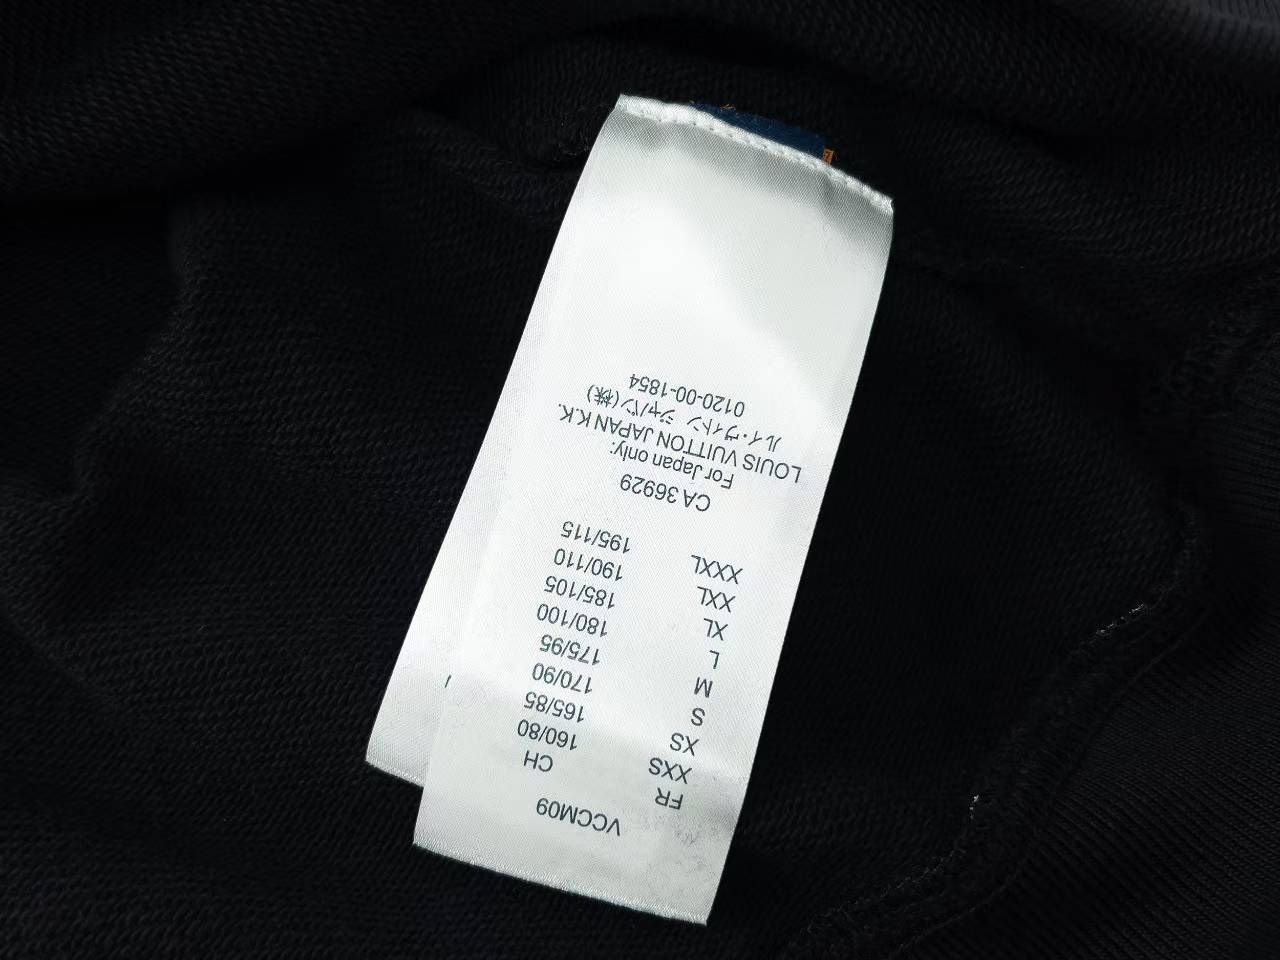 VCCM09
FR CH
XXS 160/80
XS 165/85
S 170/90
M 175/95
L 180/100
XL 185/105
XXL 190/110
XXXL 195/115
CA 36929
For Japan only:
LOUIS VUITTON JAPAN K.K.
ルイ・ヴィトン ジャパン(株)
0120-00-1854